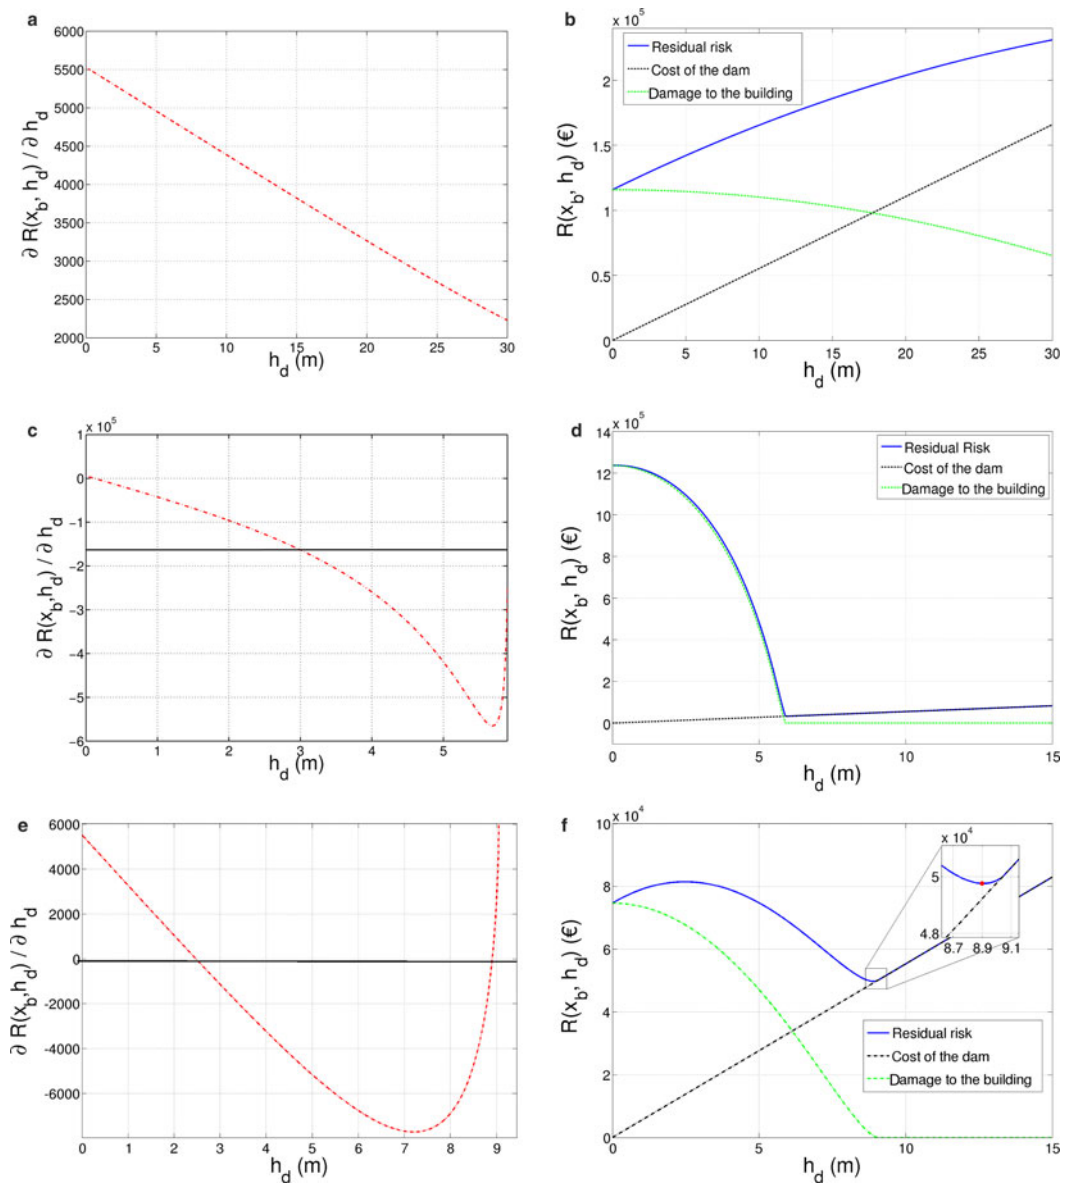 a
6000
5500
5000
4500
4000
3500
3000
2500
2000
0 5 10 15 20 25 30
h_d (m)
∂ R(x_b, h_d) / ∂ h_d
b
x 10^5
2
1.5
1
0.5
0
0 5 10 15 20 25 30
h_d (m)
R(x_b, h_d) (€)
Residual risk
Cost of the dam
Damage to the building
c
x 10^5
1
0
−1
−2
−3
−4
−5
−6
0 1 2 3 4 5
h_d (m)
∂ R(x_b,h_d) / ∂ h_d
d
x 10^5
14
12
10
8
6
4
2
0
0 5 10 15
h_d (m)
R(x_b, h_d) (€)
Residual Risk
Cost of the dam
Damage to the building
e
6000
4000
2000
0
-2000
-4000
-6000
0 1 2 3 4 5 6 7 8 9
h_d (m)
∂ R(x_b,h_d) / ∂ h_d
f
x 10^4
10
8
6
4
2
0
0 5 10 15
h_d (m)
R(x_b, h_d) (€)
x 10^4
5
4.8
8.7 8.9 9.1
Residual risk
Cost of the dam
Damage to the building